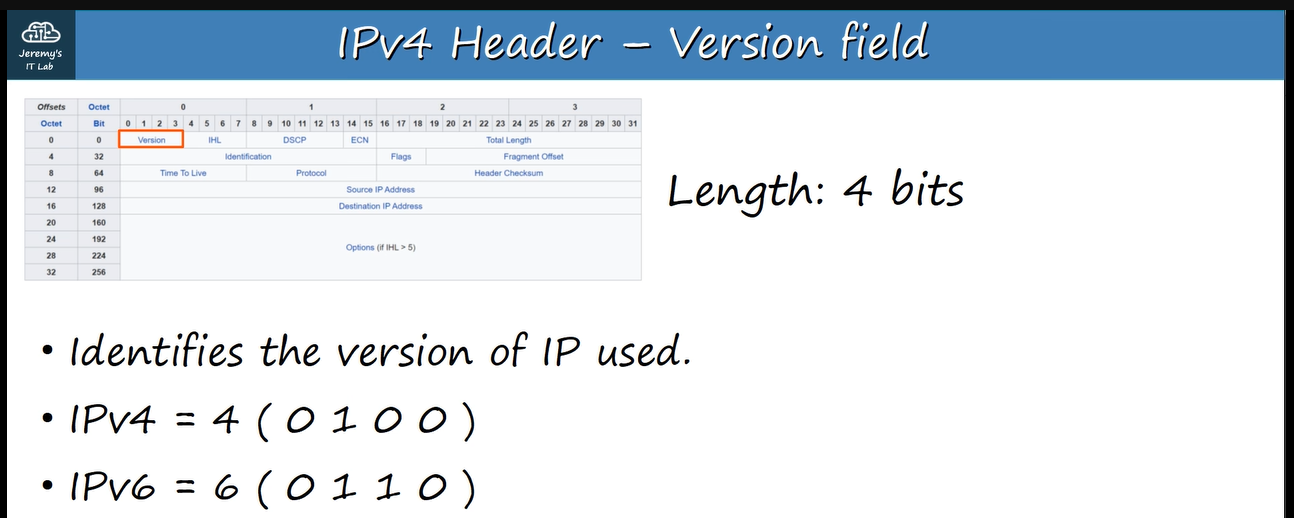 Jeremy's
IT Lab
IPv4 Header – Version field
Offsets Octet 0 1 2 3
Octet Bit 0 1 2 3 4 5 6 7 8 9 10 11 12 13 14 15 16 17 18 19 20 21 22 23 24 25 26 27 28 29 30 31
0 0 Version IHL DSCP ECN Total Length
4 32 Identification Flags Fragment Offset
8 64 Time To Live Protocol Header Checksum
12 96 Source IP Address
16 128 Destination IP Address
20 160
24 192
Options (if IHL > 5)
28 224
32 256
Length: 4 bits
• Identifies the version of IP used.
• IPv4 = 4 ( 0 1 0 0 )
• IPv6 = 6 ( 0 1 1 0 )